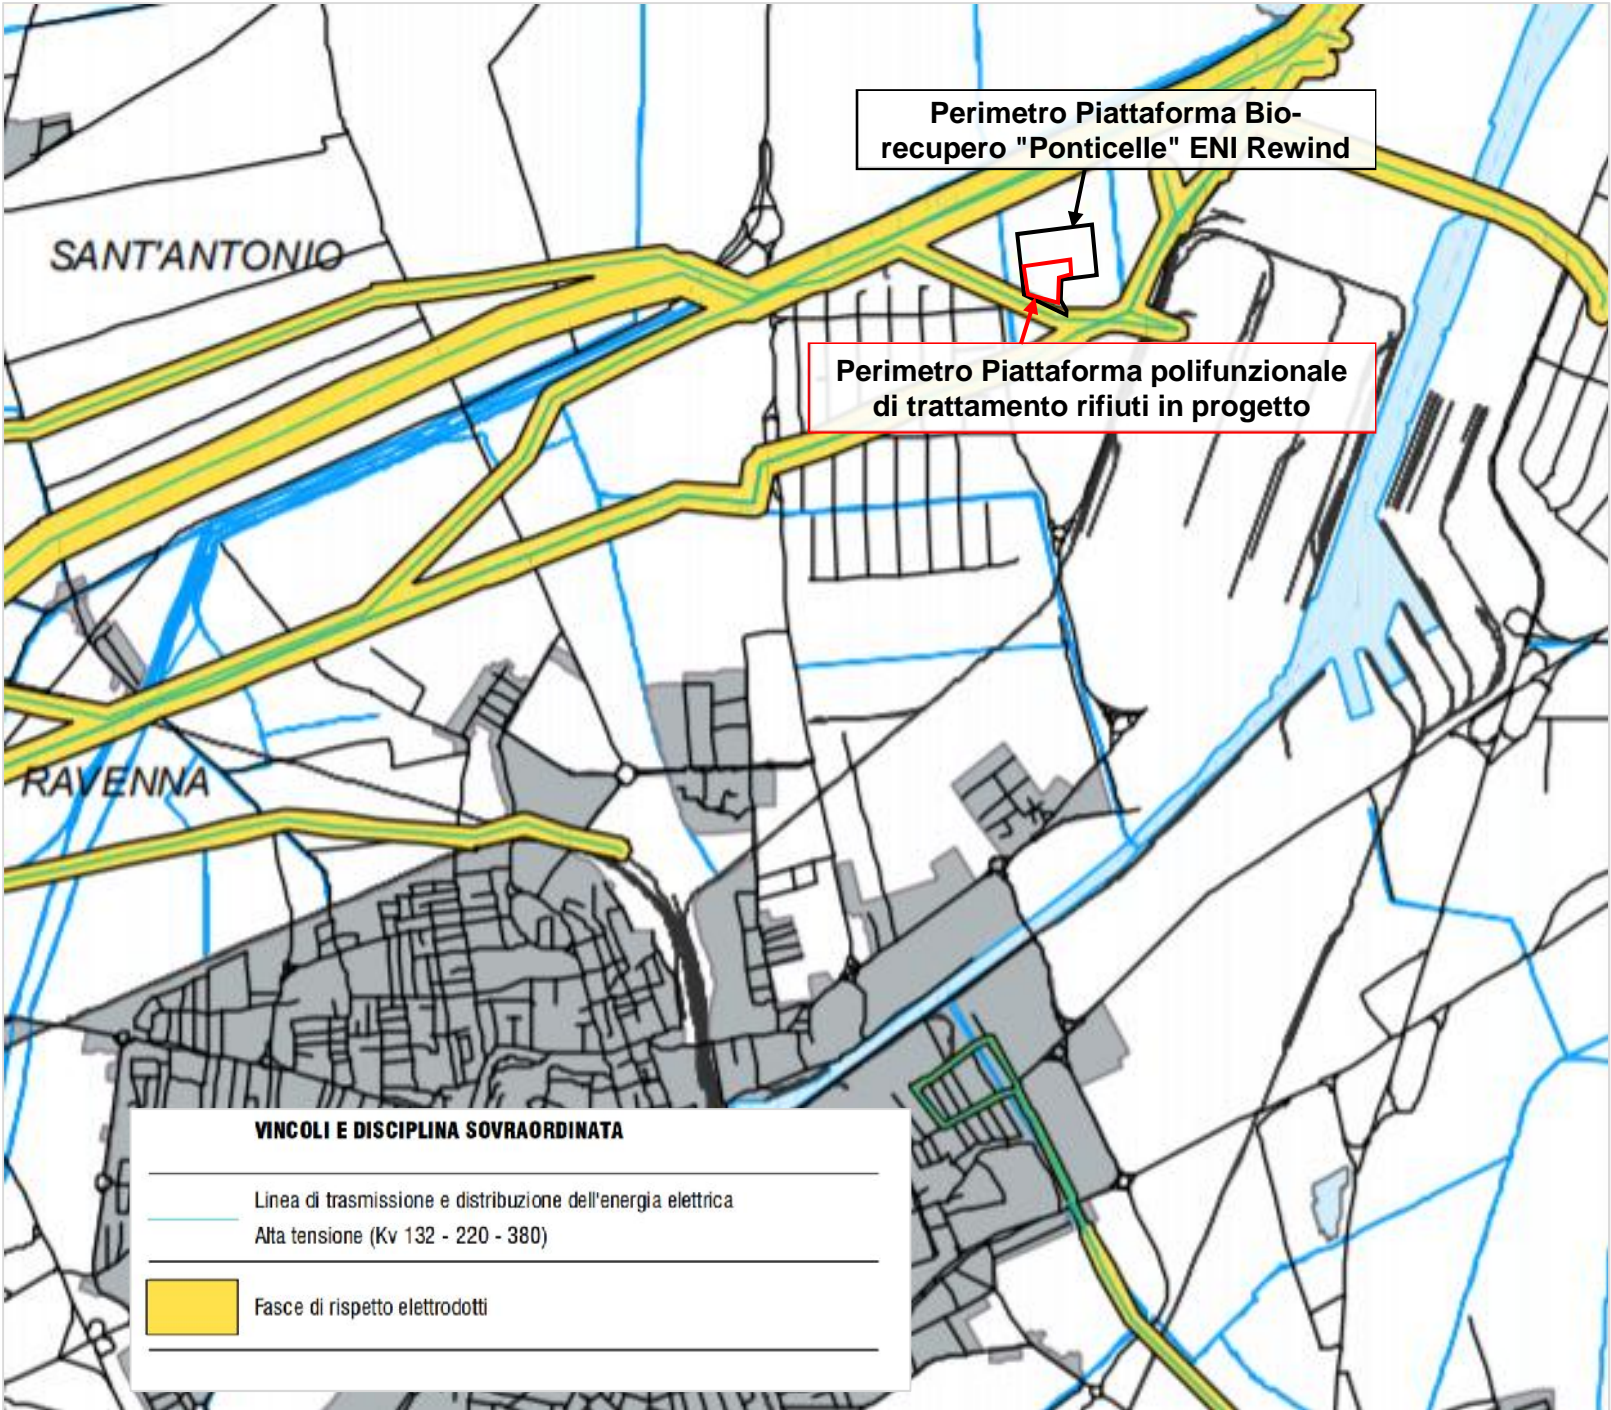 Perimetro Piattaforma Bio-
recupero "Ponticelle" ENI Rewind
SANT'ANTONIO
Perimetro Piattaforma polifunzionale
di trattamento rifiuti in progetto
RAVENNA
VINCOLI E DISCIPLINA SOVRAORDINATA
Linea di trasmissione e distribuzione dell'energia elettrica
Alta tensione (Kv 132 - 220 - 380)
Fasce di rispetto elettrodotti